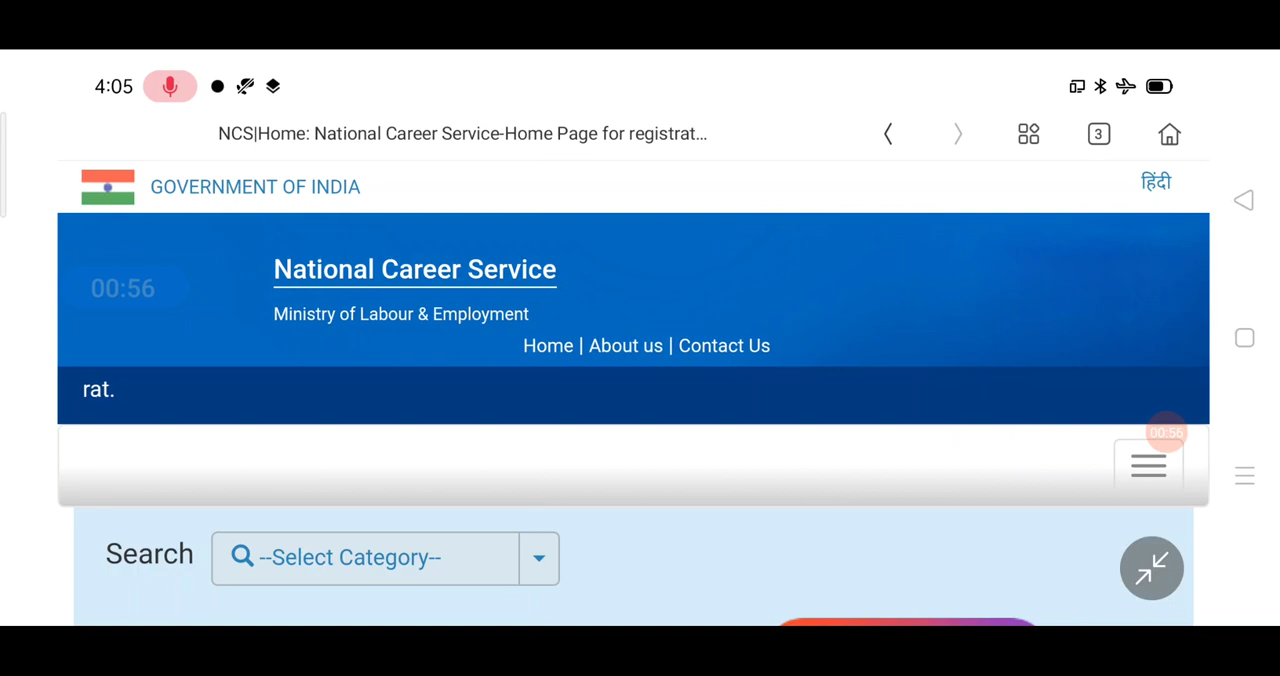 4:05
NCS|Home: National Career Service-Home Page for registrat...
3
GOVERNMENT OF INDIA
हिंदी
National Career Service
00:56
Ministry of Labour & Employment
Home | About us | Contact Us
rat.
00:56
Search
--Select Category--